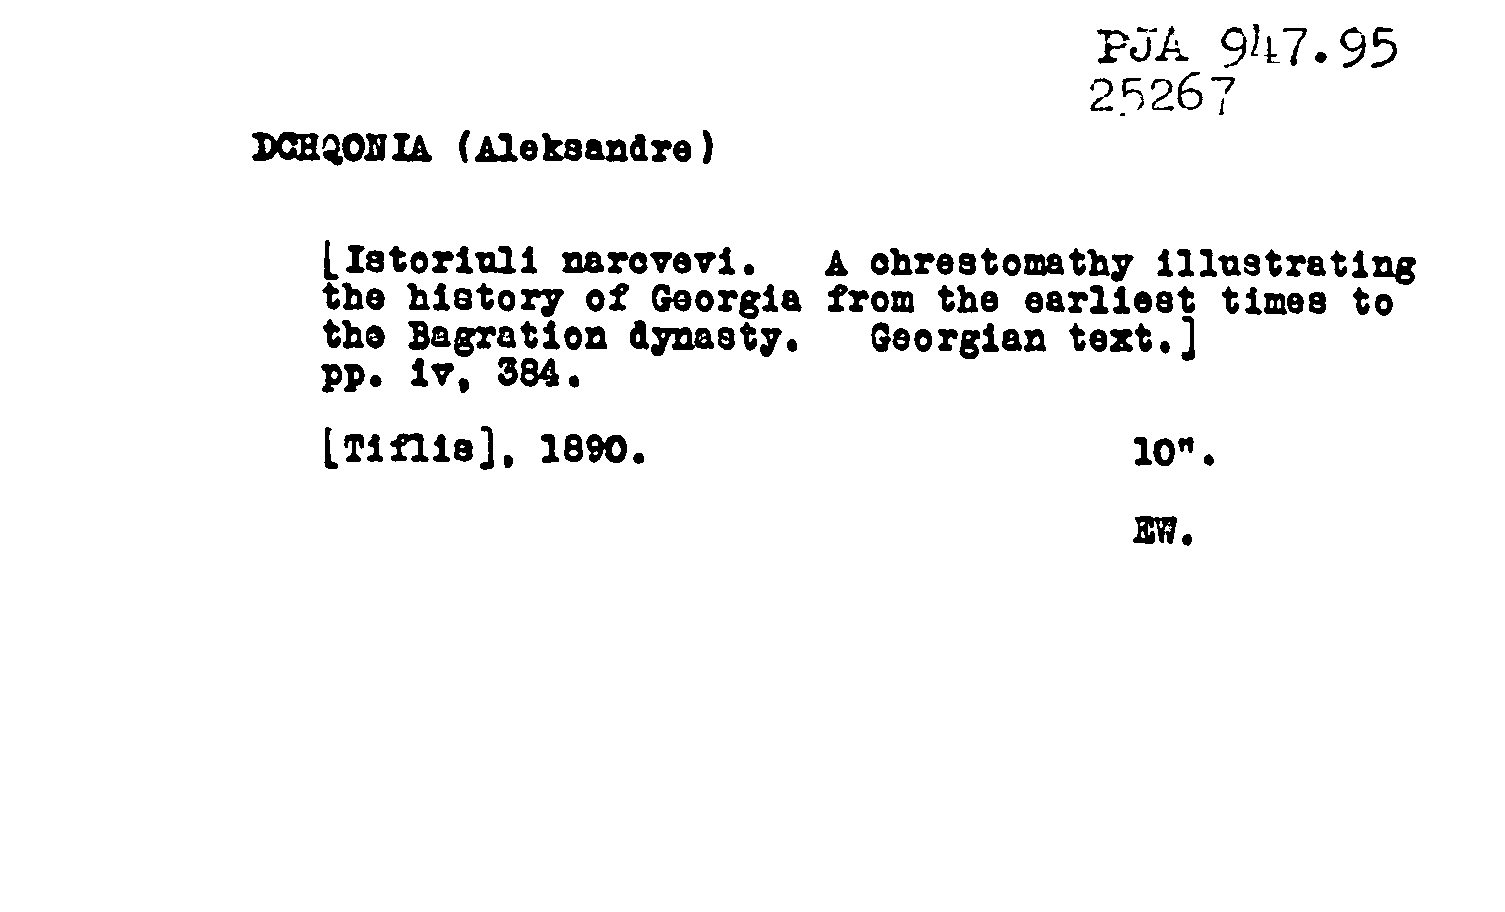 PJA 947.95
25267
DCHQONIA (Aleksandre)
[Istoriuli narcvevi. A chrestomathy illustrating
the history of Georgia from the earliest times to
the Bagration dynasty. Georgian text.]
pp. iv, 384.
[Tiflis], 1890. 10".
EW.